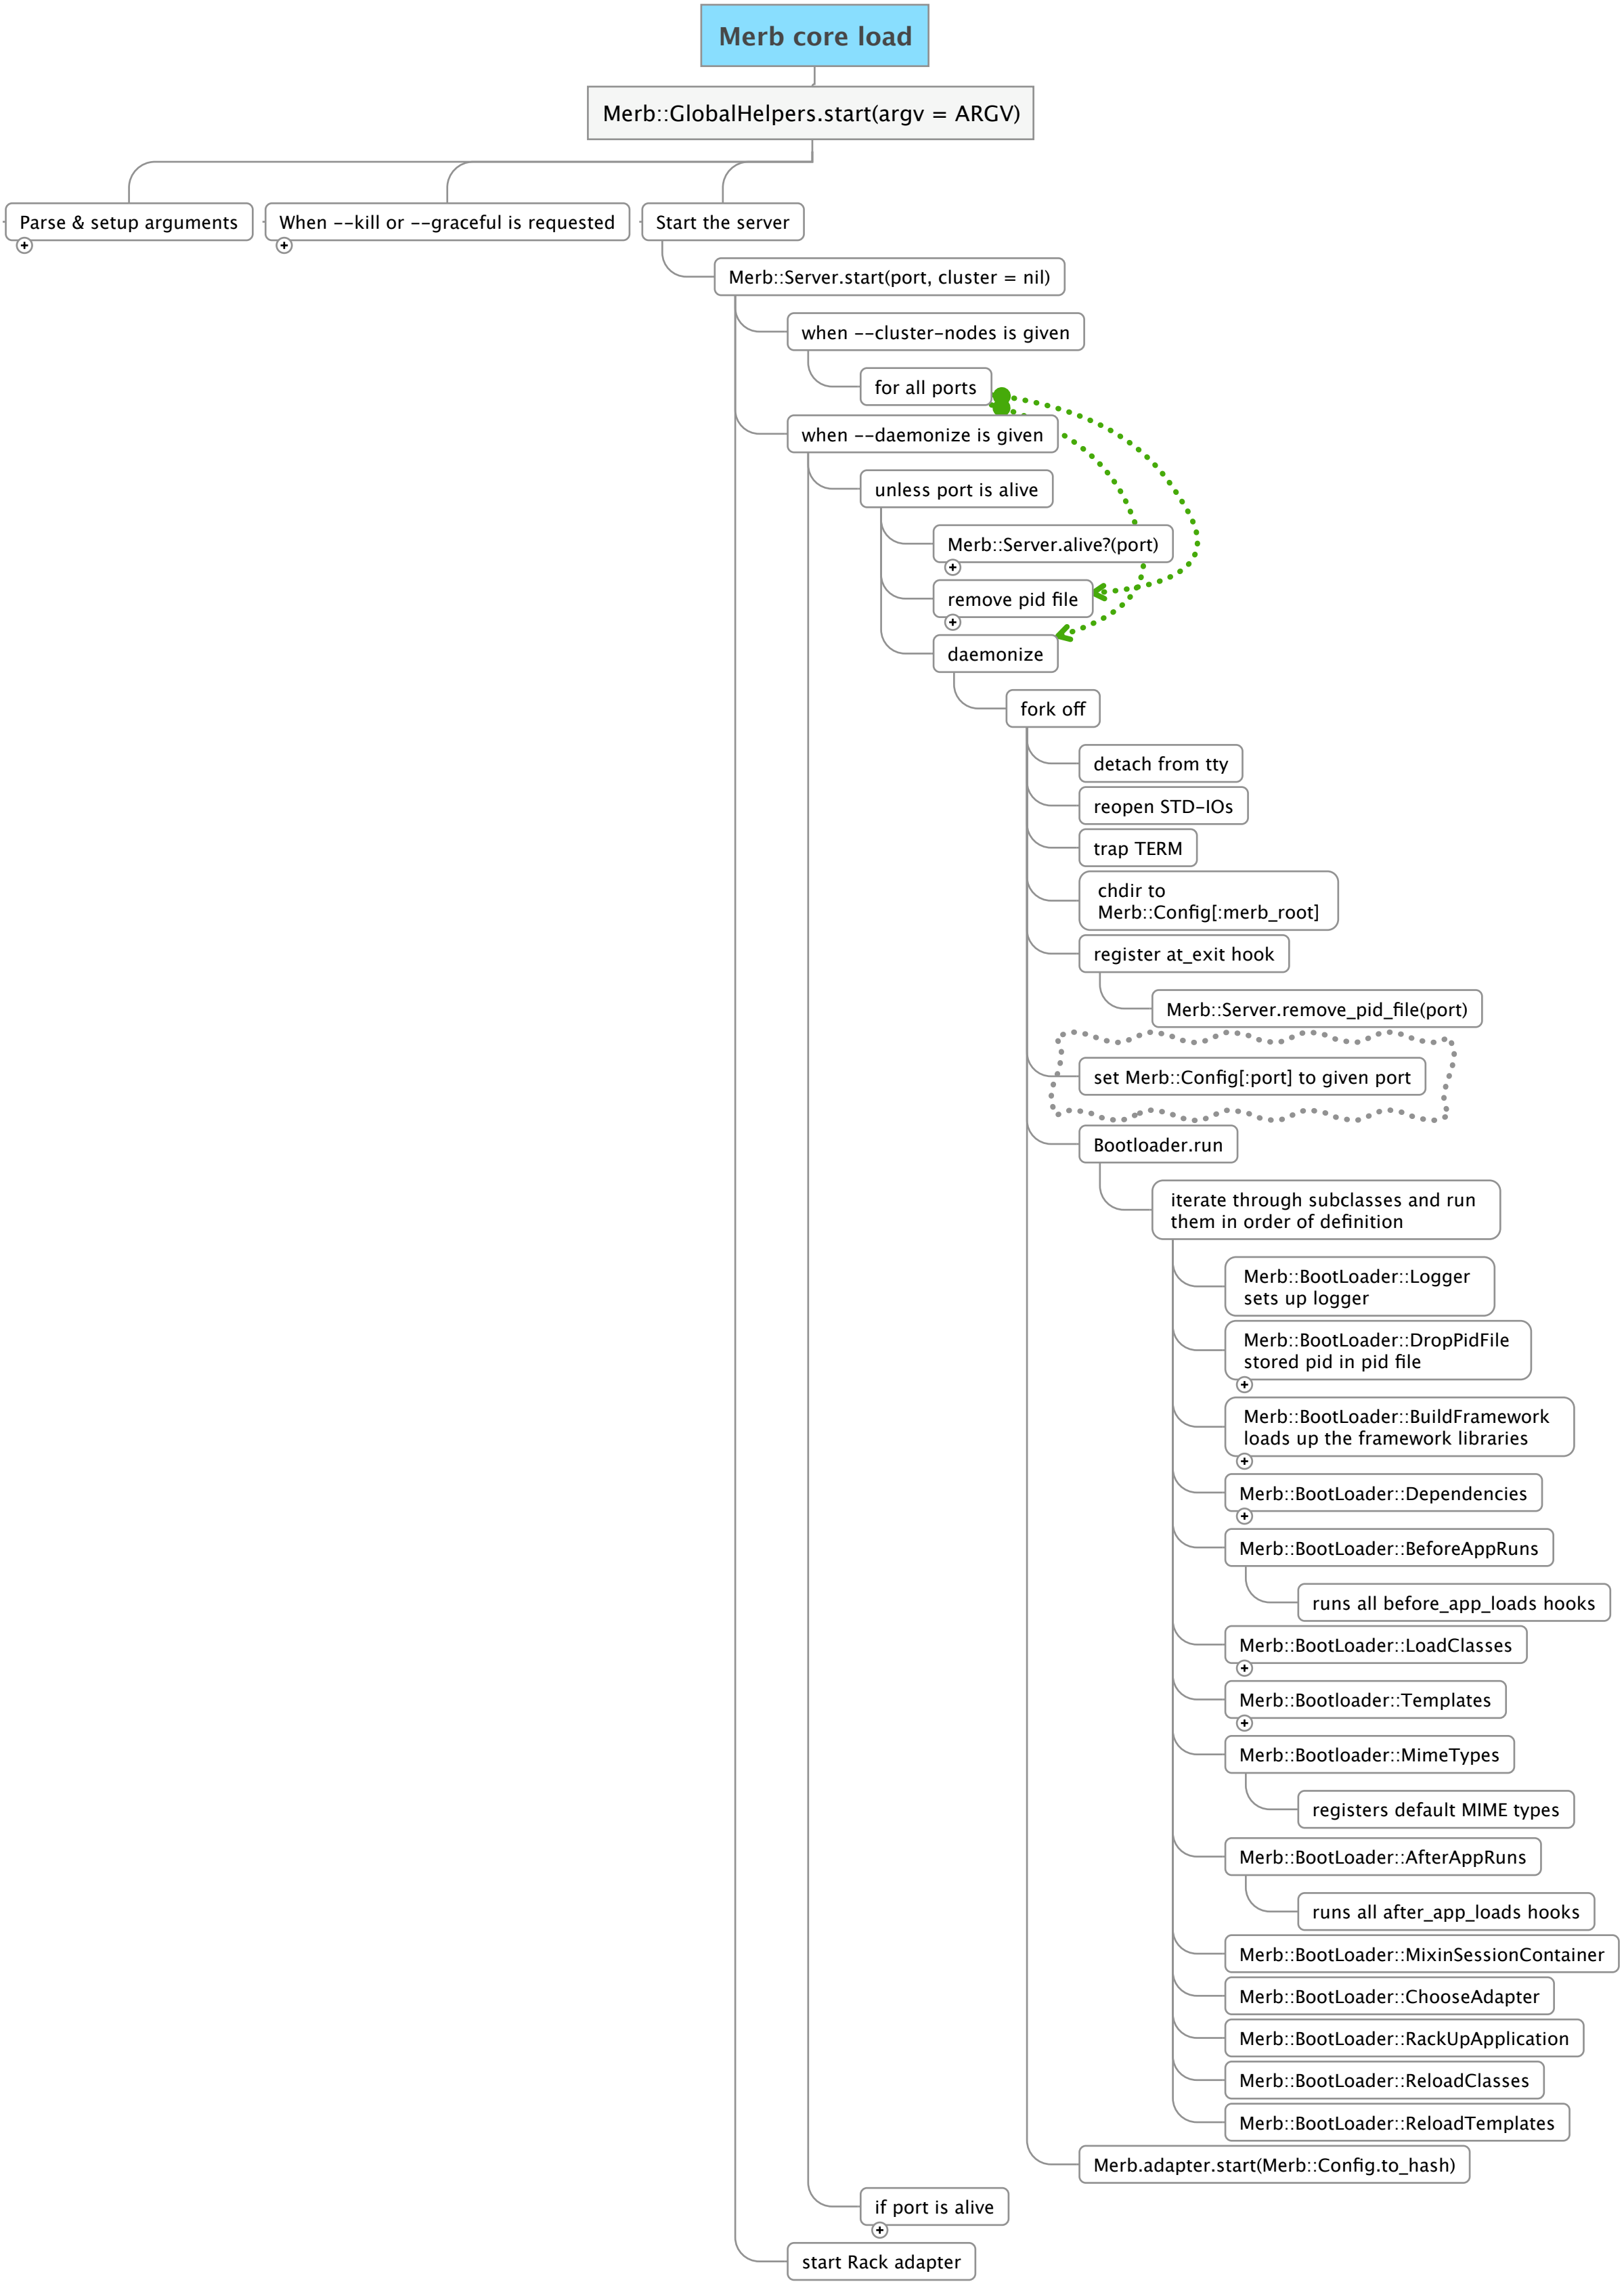 Merb core load
Merb::GlobalHelpers.start(argv = ARGV)
Parse & setup arguments
When --kill or --graceful is requested
Start the server
Merb::Server.start(port, cluster = nil)
when --cluster-nodes is given
for all ports
when --daemonize is given
unless port is alive
Merb::Server.alive?(port)
remove pid file
daemonize
fork off
detach from tty
reopen STD-IOs
trap TERM
chdir to
Merb::Config[:merb_root]
register at_exit hook
Merb::Server.remove_pid_file(port)
set Merb::Config[:port] to given port
Bootloader.run
iterate through subclasses and run
them in order of definition
Merb::BootLoader::Logger
sets up logger
Merb::BootLoader::DropPidFile
stored pid in pid file
Merb::BootLoader::BuildFramework
loads up the framework libraries
Merb::BootLoader::Dependencies
Merb::BootLoader::BeforeAppRuns
runs all before_app_loads hooks
Merb::BootLoader::LoadClasses
Merb::Bootloader::Templates
Merb::Bootloader::MimeTypes
registers default MIME types
Merb::BootLoader::AfterAppRuns
runs all after_app_loads hooks
Merb::BootLoader::MixinSessionContainer
Merb::BootLoader::ChooseAdapter
Merb::BootLoader::RackUpApplication
Merb::BootLoader::ReloadClasses
Merb::BootLoader::ReloadTemplates
Merb.adapter.start(Merb::Config.to_hash)
if port is alive
start Rack adapter